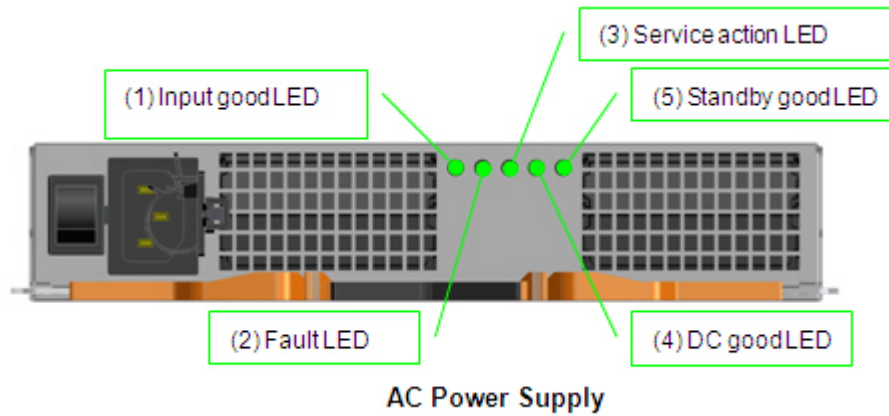 (3) Service action LED
(1) Input good LED
(5) Standby good LED
(2) Fault LED
(4) DC good LED
AC Power Supply